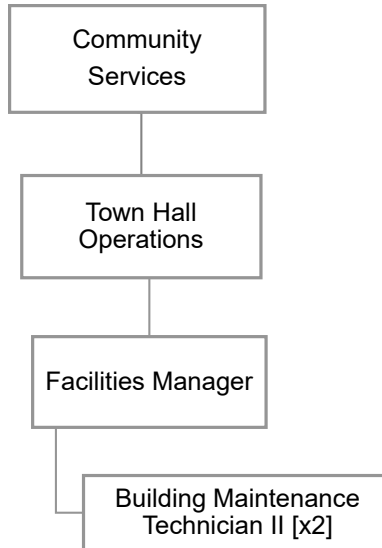 Community
Services
Town Hall
Operations
Facilities Manager
Building Maintenance
Technician II [x2]